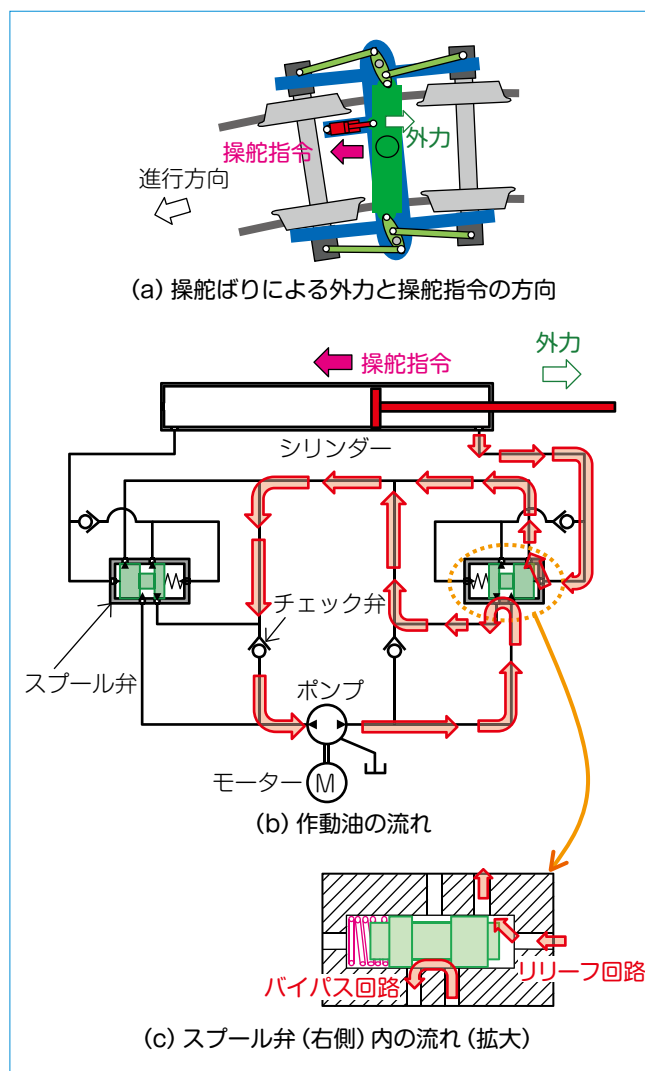 外力
操舵指令
進行方向
(a) 操舵ばりによる外力と操舵指令の方向
外力
操舵指令
シリンダー
チェック弁
スプール弁
ポンプ
モーター
M
(b) 作動油の流れ
バイパス回路
リリーフ回路
(c) スプール弁 (右側) 内の流れ (拡大)